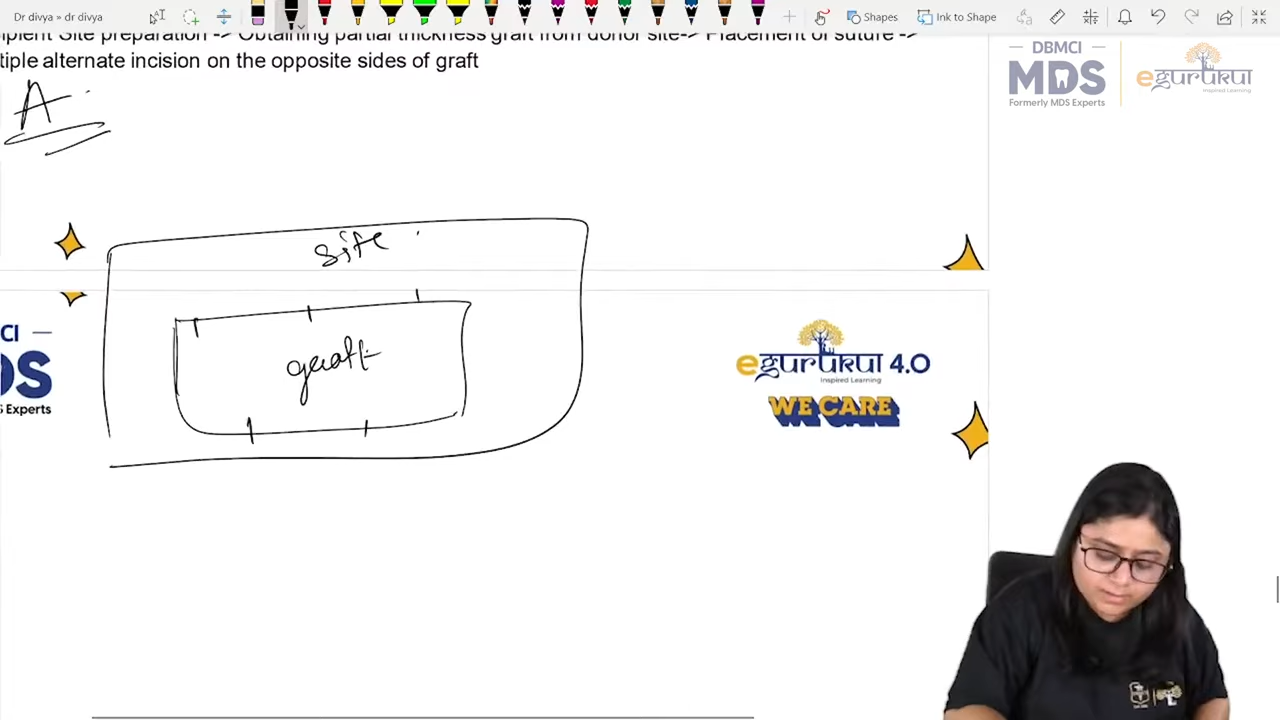 Dr divya » dr divya
Shapes
Ink to Shape
ipient Site preparation -> Obtaining partial thickness graft from donor site-> Placement of suture ->
tiple alternate incision on the opposite sides of graft
A
DBMCI
MDS
Formerly MDS Experts
egurukul
Inspired Learning
site
graft
CI
DS
S Experts
egurukul 4.0
Inspired Learning
WE CARE